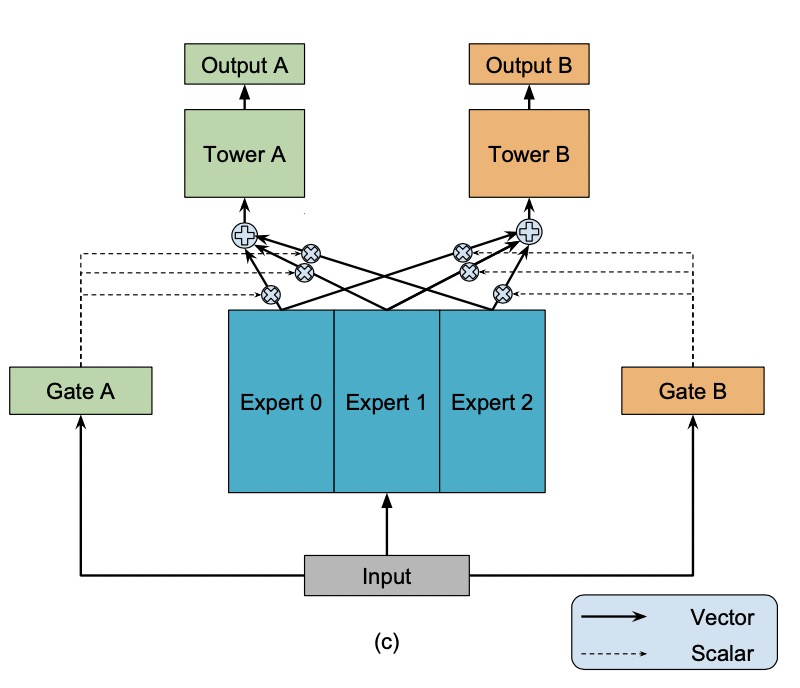 Output A
Output B
Tower A
Tower B
Gate A
Expert 0
Expert 1
Expert 2
Gate B
Input
Vector
(c)
Scalar